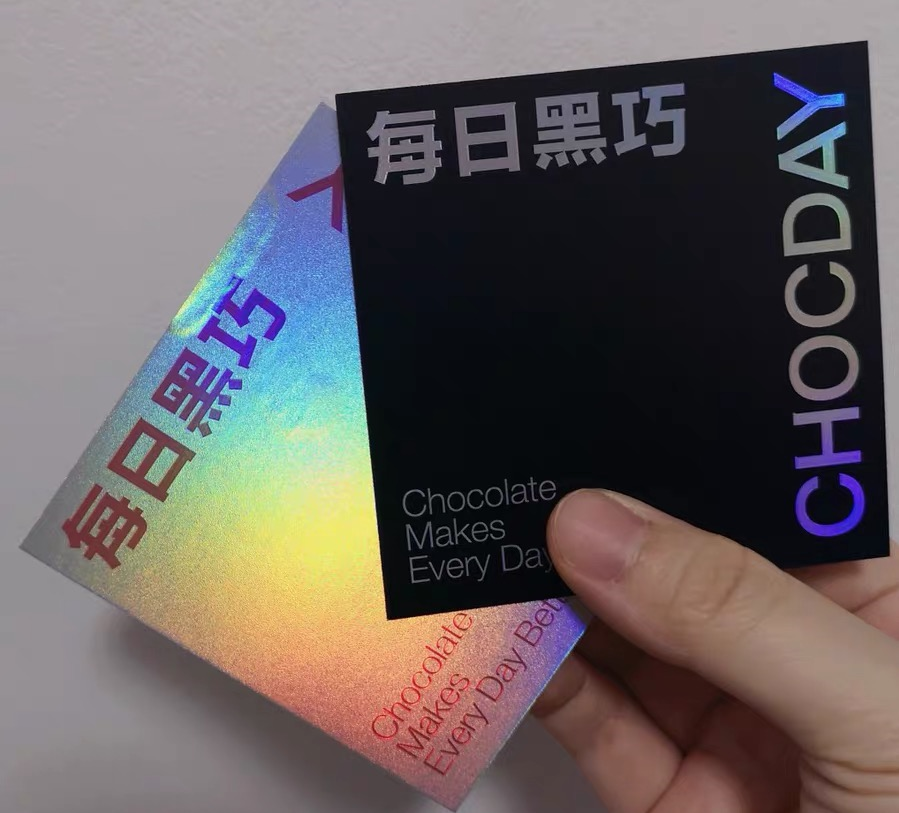 每日黑巧
CHOCDAY
Chocolate
Makes
Every Day
每日黑巧
Y
Chocolate
Makes
Every Day